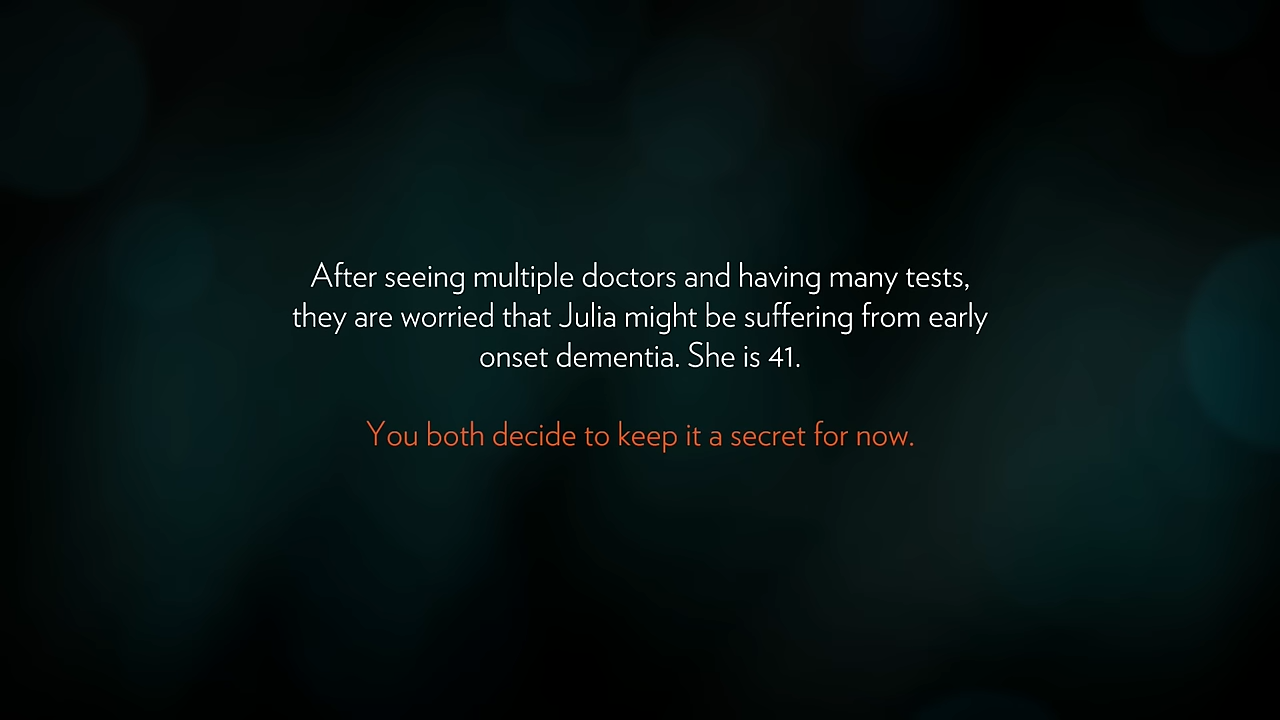 After seeing multiple doctors and having many tests,
they are worried that Julia might be suffering from early
onset dementia. She is 41.
You both decide to keep it a secret for now.